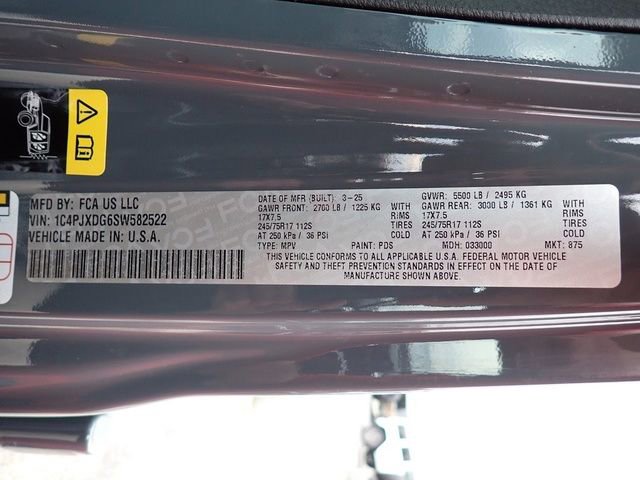 MFD BY: FCA US LLC
VIN: 1C4PJXDG6SW582522
VEHICLE MADE IN: U.S.A.
DATE OF MFR (BUILT) 3-25 GVWR: 5500 LB / 2495 KG
GAWR FRONT: 2700 LB / 1225 KG WITH GAWR REAR: 3000 LB / 1361 KG WITH
17X7.5 RIMS 17X7.5 RIMS
245/75R17 112S TIRES 245/75R17 112S TIRES
AT 250 kPa / 36 PSI COLD AT 250 kPa / 36 PSI COLD
TYPE: MPV PAINT: PDS MDH: 033000 MKT: 875
THIS VEHICLE CONFORMS TO ALL APPLICABLE U.S.A. FEDERAL MOTOR VEHICLE
SAFETY AND THEFT PREVENTION STANDARDS IN EFFECT ON THE DATE OF
MANUFACTURE SHOWN ABOVE.